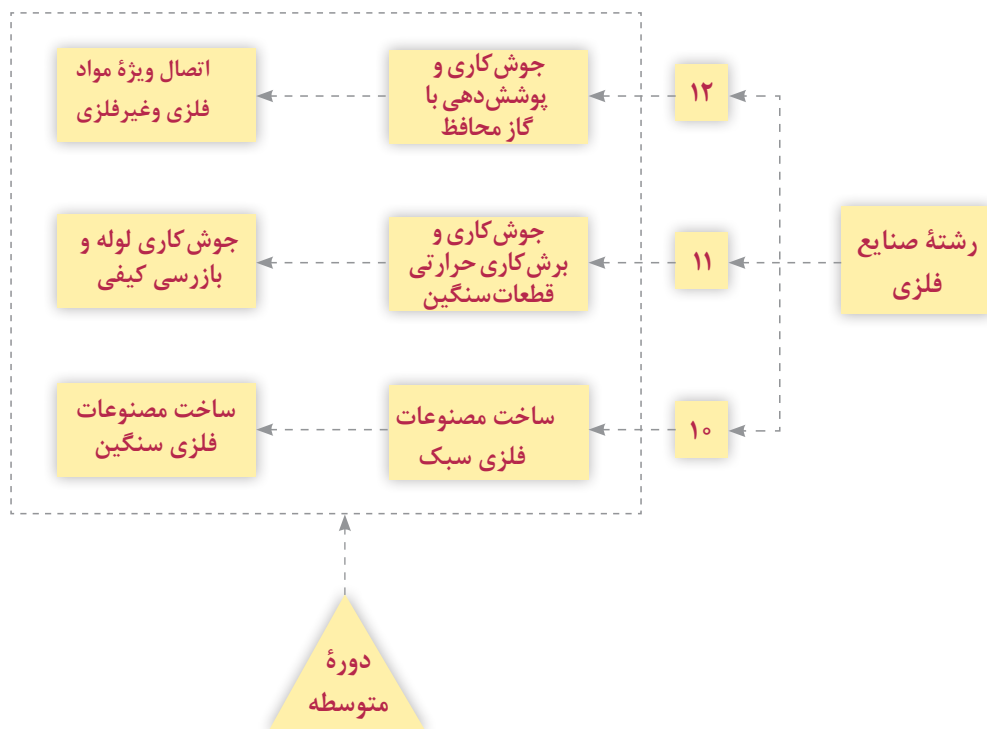 رشتهٔ صنایع
فلزی
۱۲
جوش‌کاری و
پوشش‌دهی با
گاز محافظ
اتصال ویژهٔ مواد
فلزی وغیرفلزی
۱۱
جوش‌کاری و
برش‌کاری حرارتی
قطعات‌سنگین
جوش‌کاری لوله و
بازرسی کیفی
۱۰
ساخت مصنوعات
فلزی سبک
ساخت مصنوعات
فلزی سنگین
دورهٔ
متوسطه